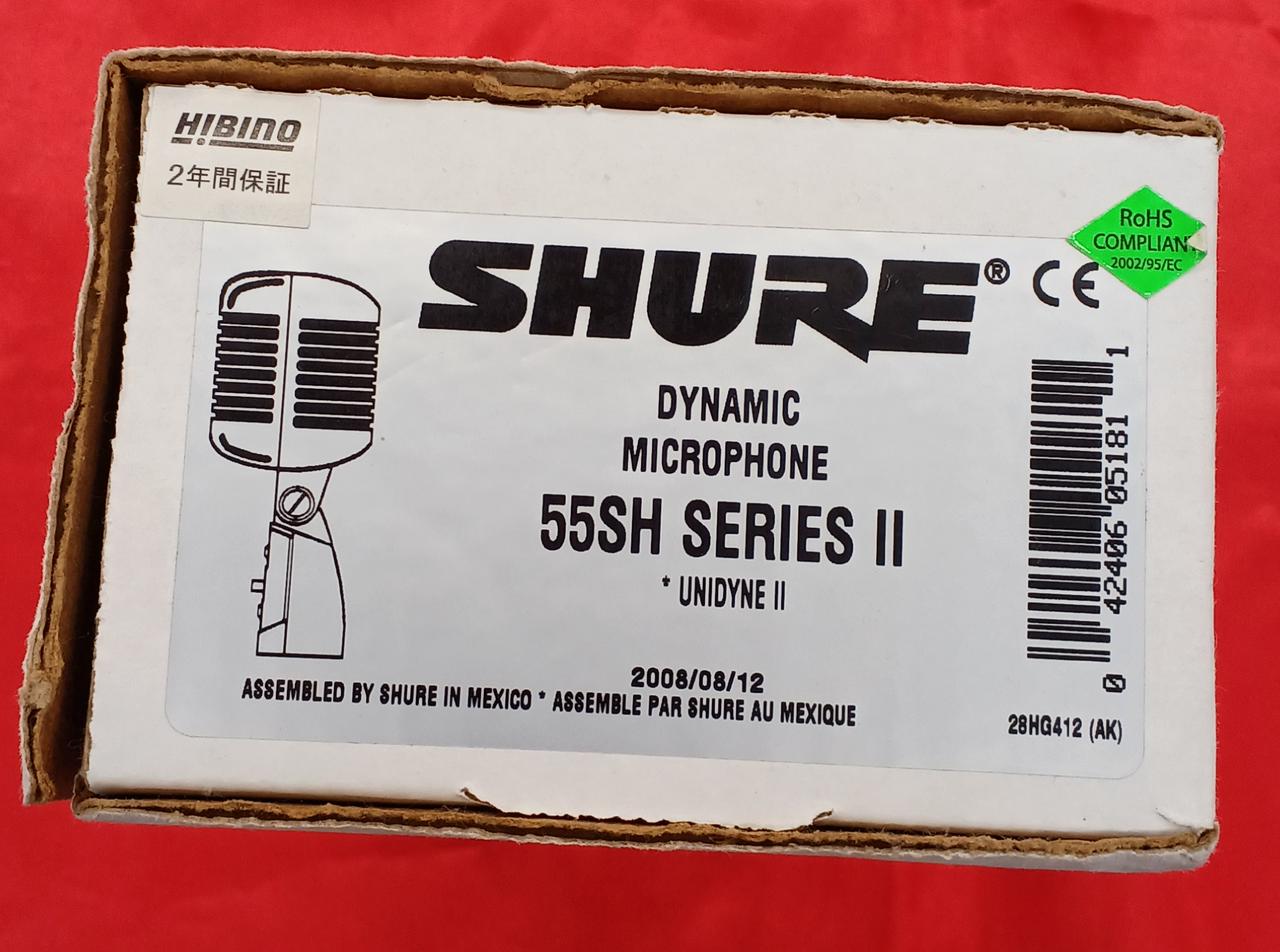 HIBINO
2年間保証
SHURE®
CE
RoHS
COMPLIANT
2002/95/EC
DYNAMIC
MICROPHONE
55SH SERIES II
* UNIDYNE II
2008/08/12
ASSEMBLED BY SHURE IN MEXICO * ASSEMBLE PAR SHURE AU MEXIQUE
0 42406 05181 1
28HG412 (AK)